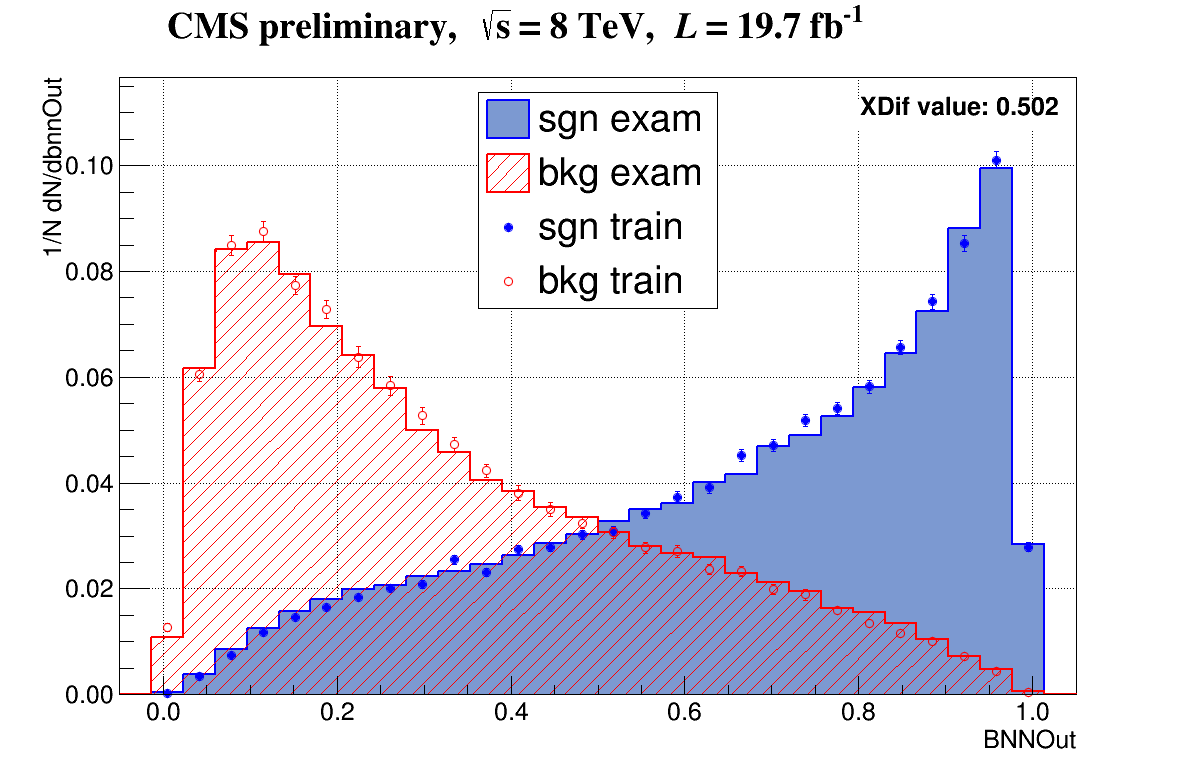 CMS preliminary, √s = 8 TeV, L = 19.7 fb⁻¹
1/N dN/dbnnOut
XDif value: 0.502
sgn exam
bkg exam
sgn train
bkg train
0.10
0.08
0.06
0.04
0.02
0.00
0.0 0.2 0.4 0.6 0.8 1.0
BNNOut